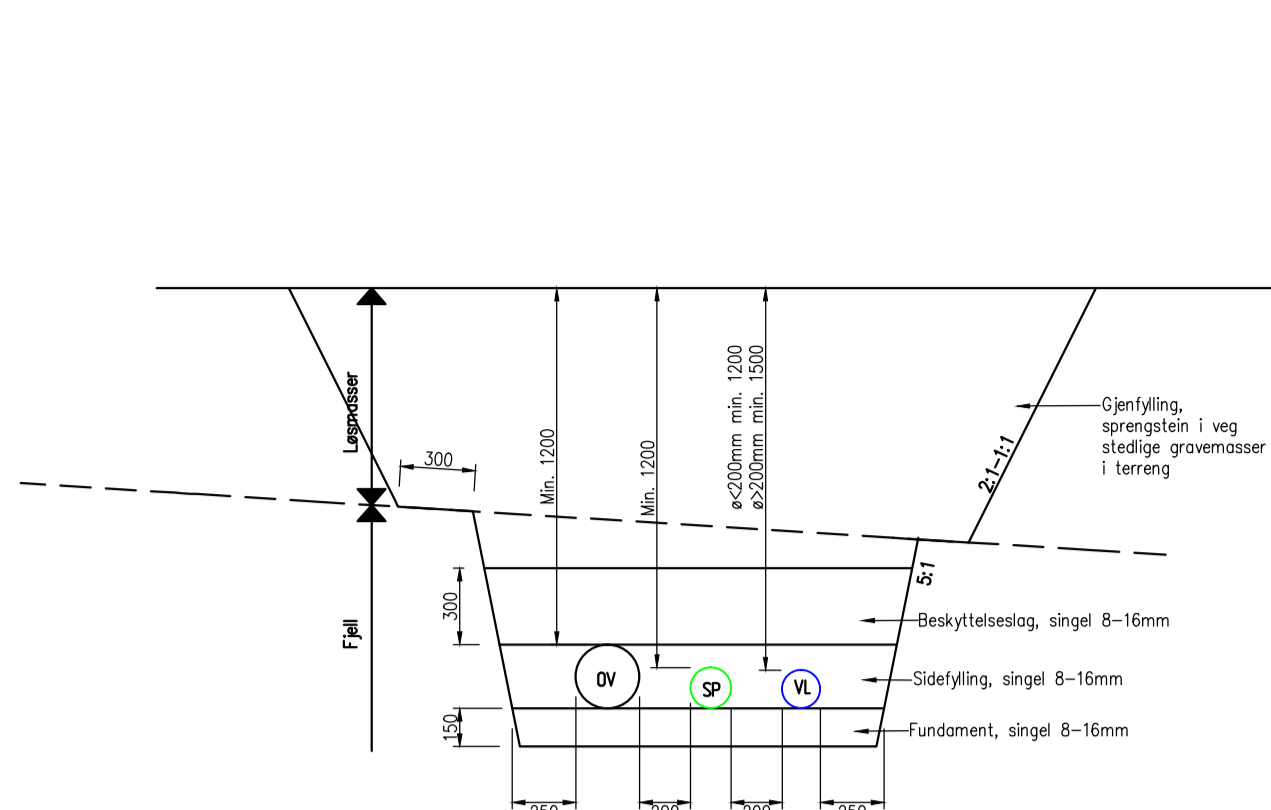 Løsmasser
300
Min. 1200
Min. 1200
ø<200mm min. 1200
ø>200mm min. 1500
Gjenfylling,
sprengstein i veg
stedlige gravemasser
i terreng
2:1-1:1
5:1
300
Fjell
Beskyttelseslag, singel 8-16mm
OV
SP
VL
Sidefylling, singel 8-16mm
150
Fundament, singel 8-16mm